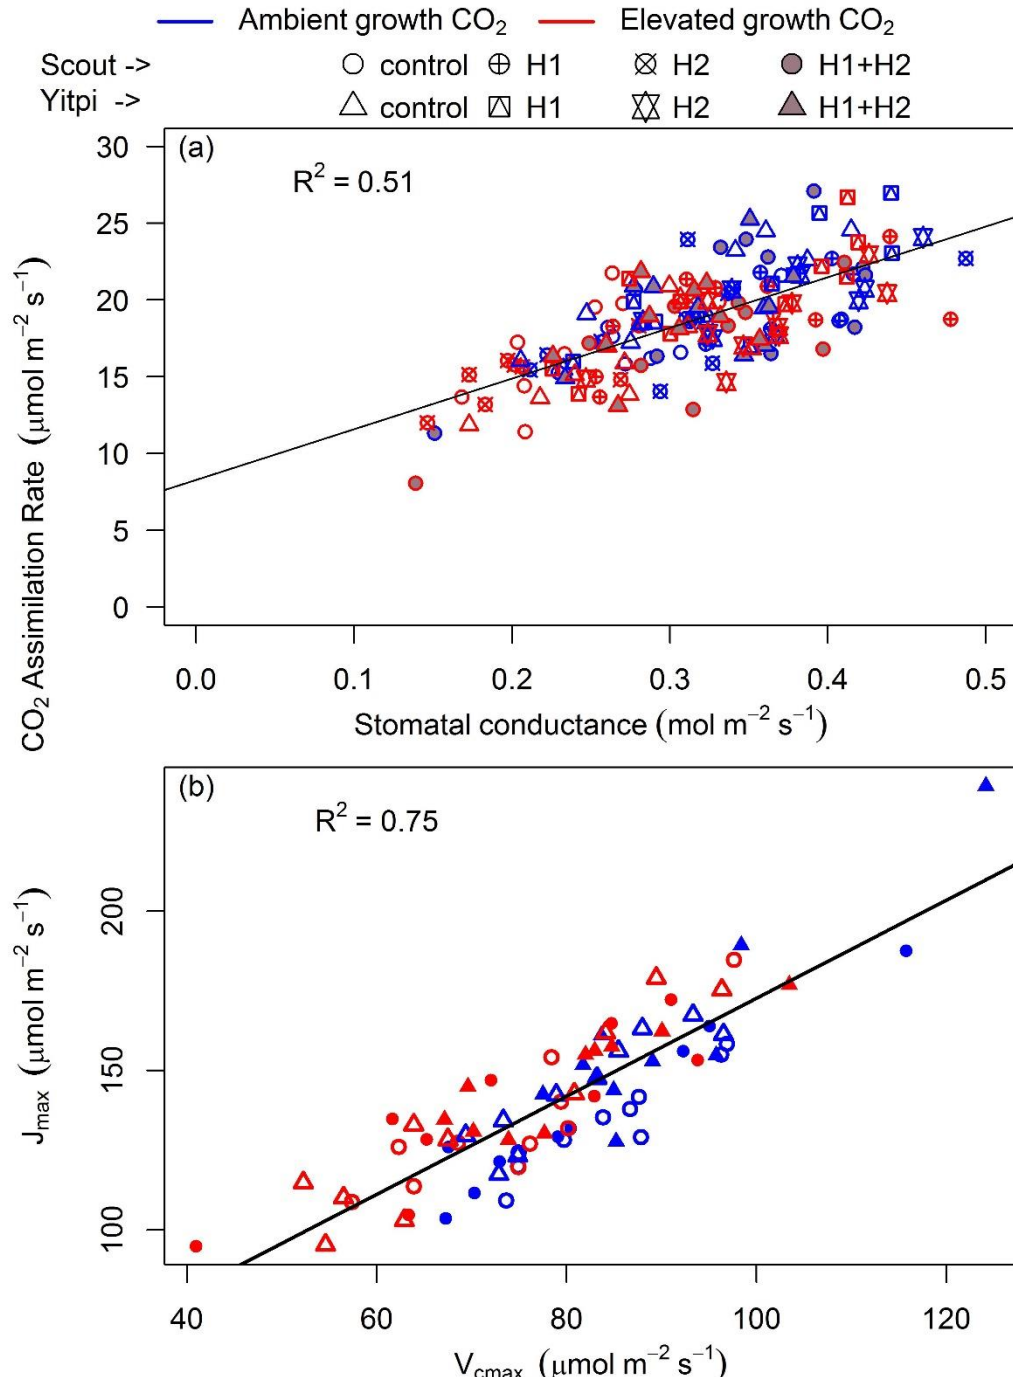 Ambient growth CO₂ Elevated growth CO₂
Scout -> control H1 H2 H1+H2
Yitpi -> control H1 H2 H1+H2
(a)
R² = 0.51
30
25
20
15
10
5
0
CO₂ Assimilation Rate (μmol m⁻² s⁻¹)
0.0 0.1 0.2 0.3 0.4 0.5
Stomatal conductance (mol m⁻² s⁻¹)
(b)
R² = 0.75
200
150
100
Jmax (μmol m⁻² s⁻¹)
40 60 80 100 120
Vcmax (μmol m⁻² s⁻¹)